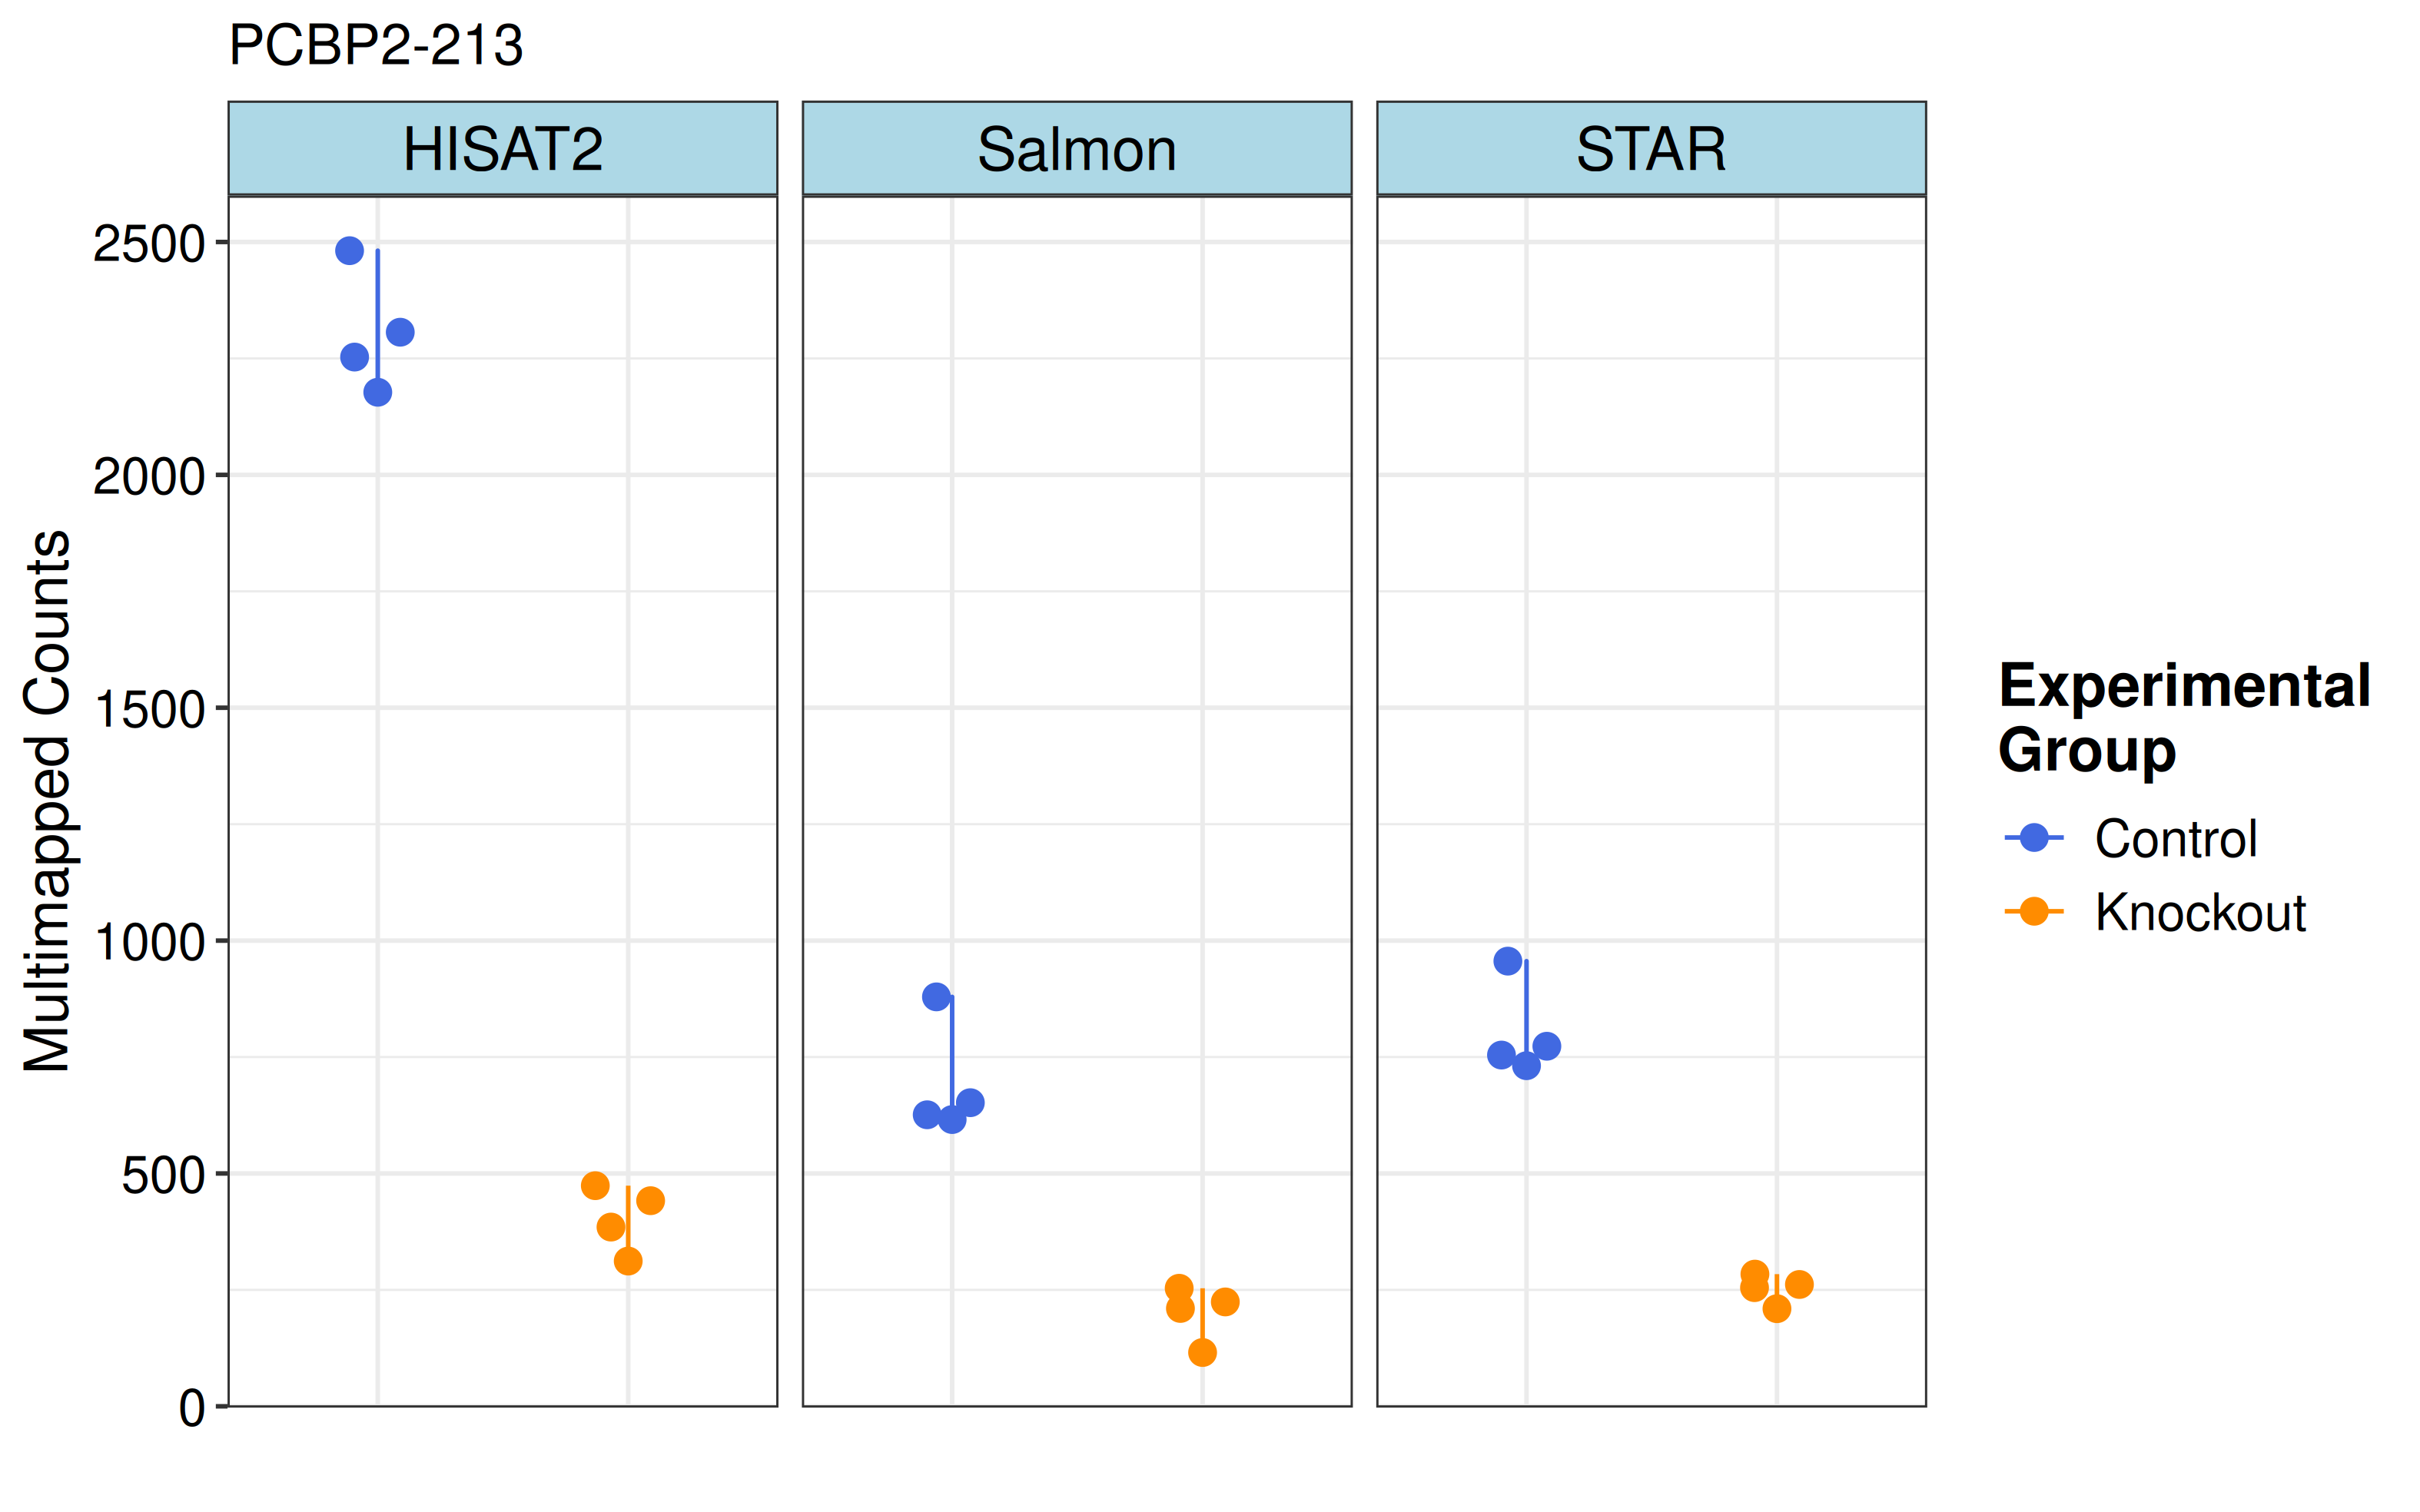 PCBP2-213
HISAT2
Salmon
STAR
2500
2000
1500
1000
500
0
Multimapped Counts
Experimental
Group
Control
Knockout